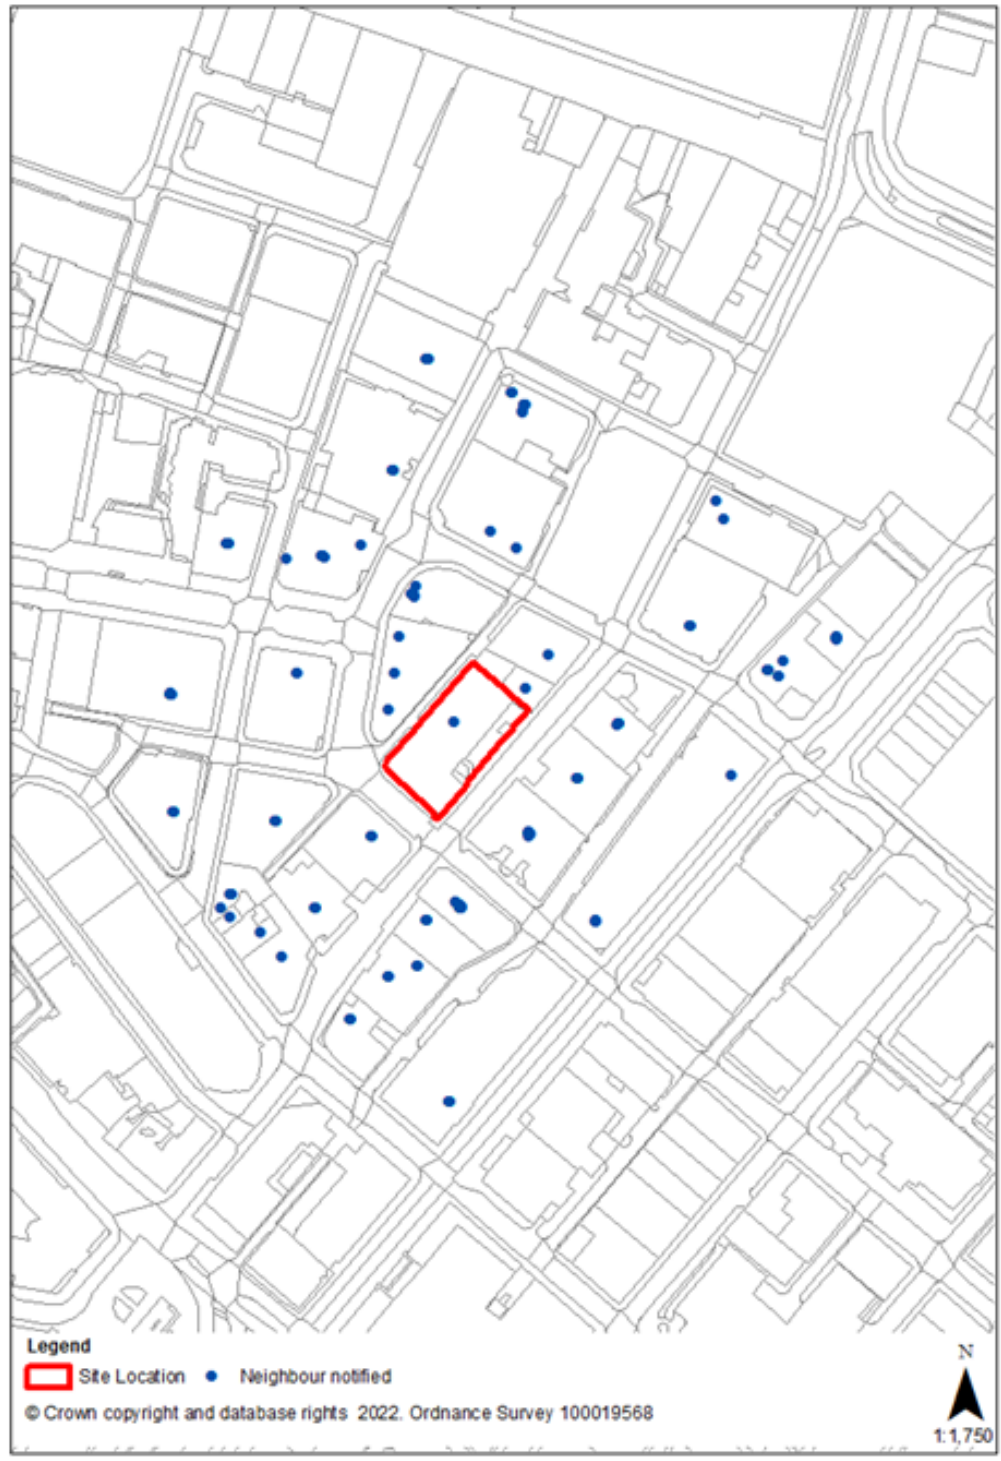 Legend
Site Location Neighbour notified
© Crown copyright and database rights 2022. Ordnance Survey 100019568
N
1:1,750